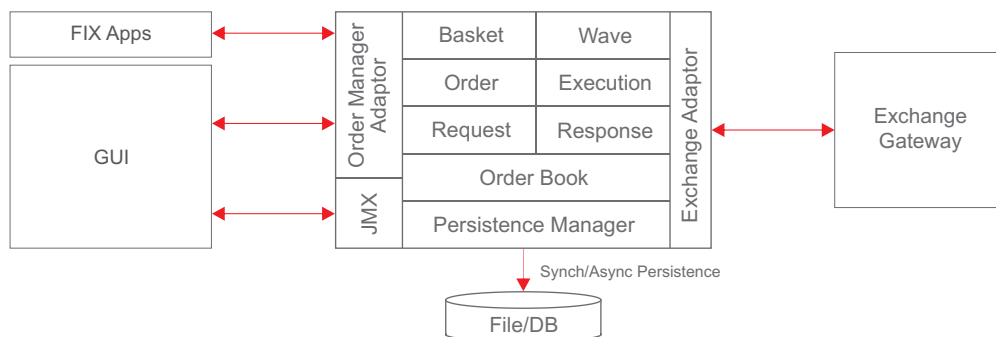 FIX Apps
GUI
Order Manager
Adaptor
JMX
Basket
Wave
Order
Execution
Request
Response
Order Book
Persistence Manager
Exchange Adaptor
Exchange
Gateway
Synch/Async Persistence
File/DB